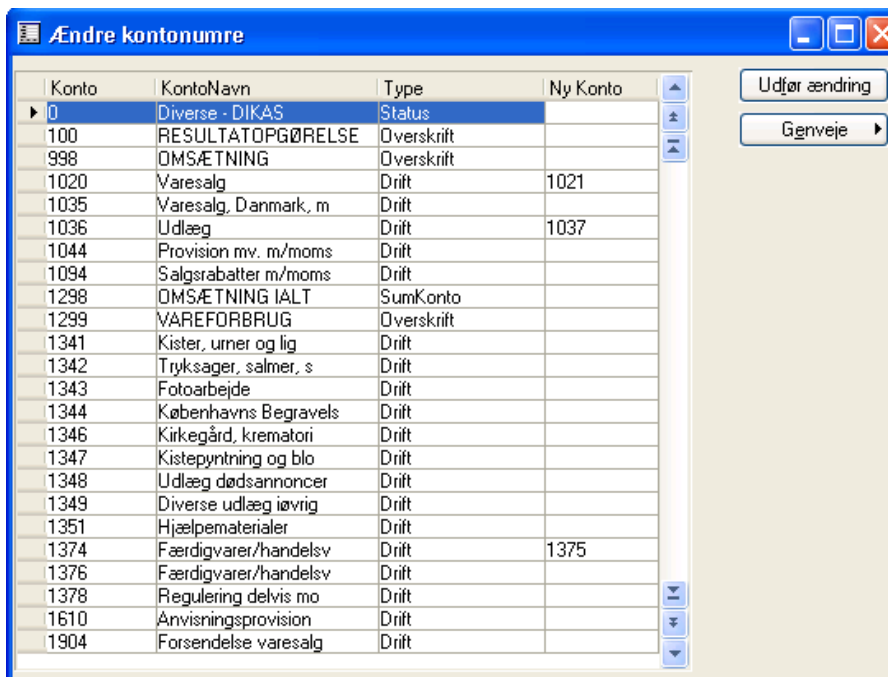 Ændre kontonumre
Konto KontoNavn Type Ny Konto
0 Diverse - DIKAS Status
100 RESULTATOPGØRELSE Overskrift
998 OMSÆTNING Overskrift
1020 Varesalg Drift 1021
1035 Varesalg, Danmark, m Drift
1036 Udlæg Drift 1037
1044 Provision mv. m/moms Drift
1094 Salgsrabatter m/moms Drift
1298 OMSÆTNING IALT SumKonto
1299 VAREFORBRUG Overskrift
1341 Kister, urner og lig Drift
1342 Tryksager, salmer, s Drift
1343 Fotoarbejde Drift
1344 Københavns Begravels Drift
1346 Kirkegård, krematori Drift
1347 Kistepyntning og blo Drift
1348 Udlæg dødsannoncer Drift
1349 Diverse udlæg iøvrig Drift
1351 Hjælpematerialer Drift
1374 Færdigvarer/handelsv Drift 1375
1376 Færdigvarer/handelsv Drift
1378 Regulering delvis mo Drift
1610 Anvisningsprovision Drift
1904 Forsendelse varesalg Drift
Udfør ændring
Genveje